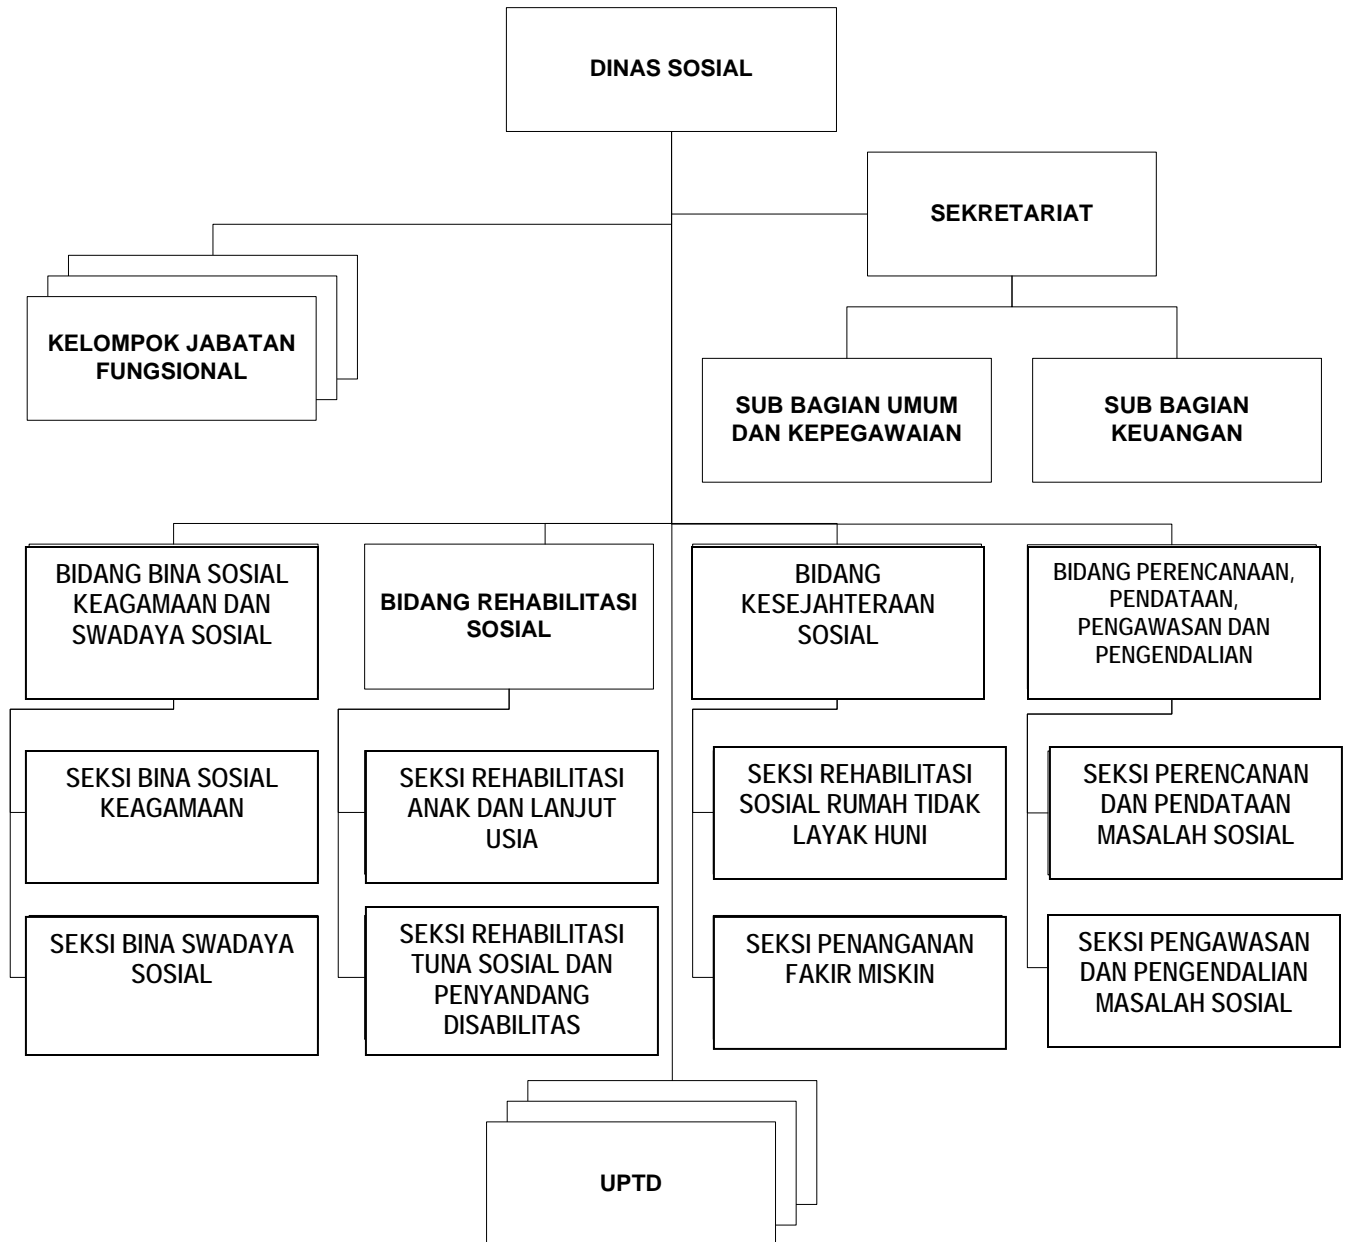 DINAS SOSIAL
SEKRETARIAT
KELOMPOK JABATAN
FUNGSIONAL
SUB BAGIAN UMUM
DAN KEPEGAWAIAN
SUB BAGIAN
KEUANGAN
BIDANG BINA SOSIAL
KEAGAMAAN DAN
SWADAYA SOSIAL
BIDANG REHABILITASI
SOSIAL
BIDANG
KESEJAHTERAAN
SOSIAL
BIDANG PERENCANAAN,
PENDATAAN,
PENGAWASAN DAN
PENGENDALIAN
SEKSI BINA SOSIAL
KEAGAMAAN
SEKSI REHABILITASI
ANAK DAN LANJUT
USIA
SEKSI REHABILITASI
SOSIAL RUMAH TIDAK
LAYAK HUNI
SEKSI PERENCANAN
DAN PENDATAAN
MASALAH SOSIAL
SEKSI BINA SWADAYA
SOSIAL
SEKSI REHABILITASI
TUNA SOSIAL DAN
PENYANDANG
DISABILITAS
SEKSI PENANGANAN
FAKIR MISKIN
SEKSI PENGAWASAN
DAN PENGENDALIAN
MASALAH SOSIAL
UPTD